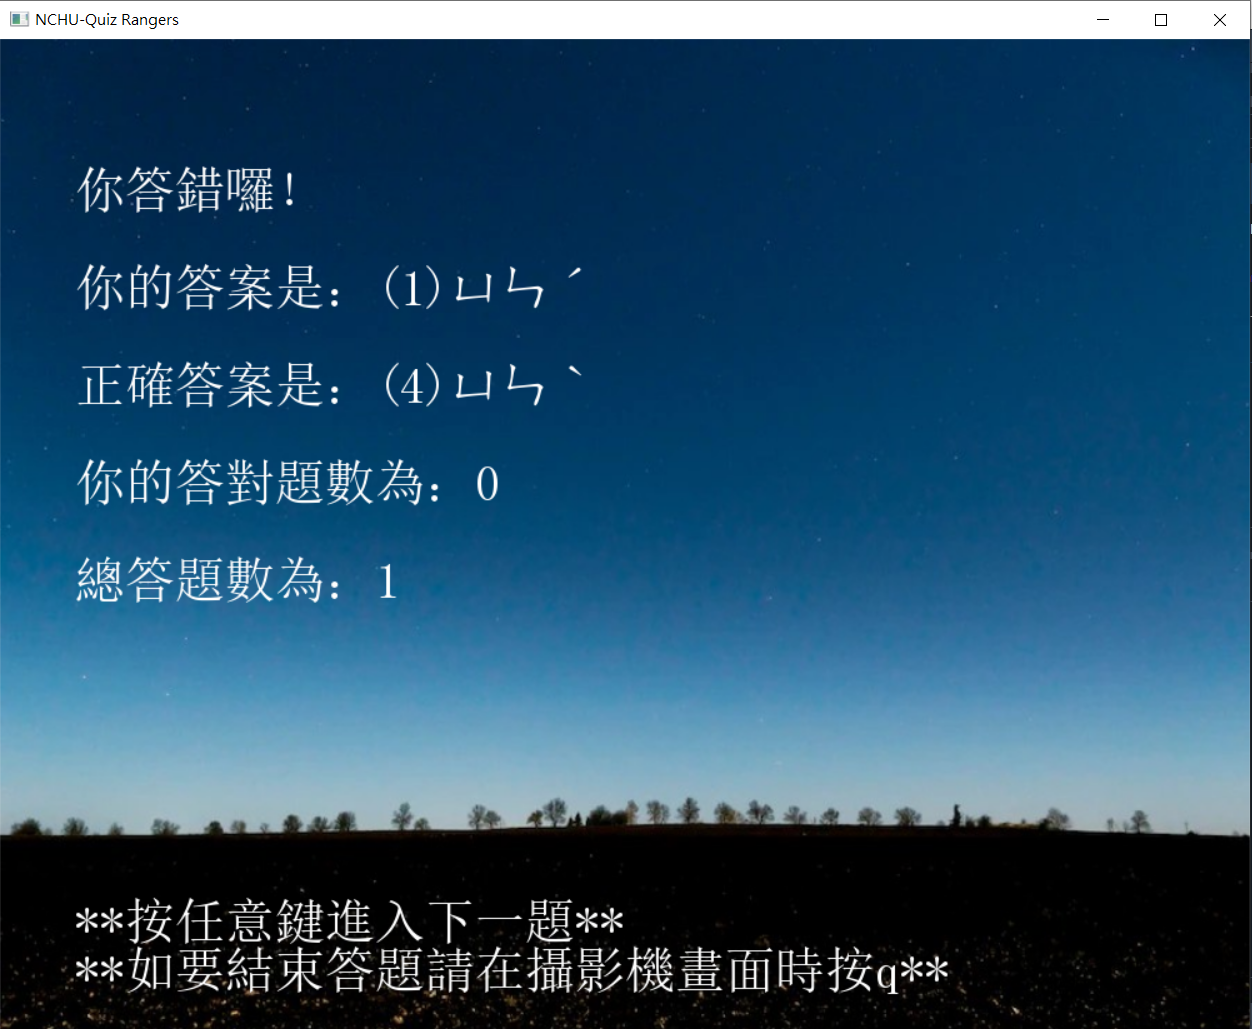 NCHU-Quiz Rangers
你答錯囉!
你的答案是: (1)ㄩㄣˊ
正確答案是: (4)ㄩㄣˋ
你的答對題數為: 0
總答題數為: 1
**按任意鍵進入下一題**
**如要結束答題請在攝影機畫面時按q**